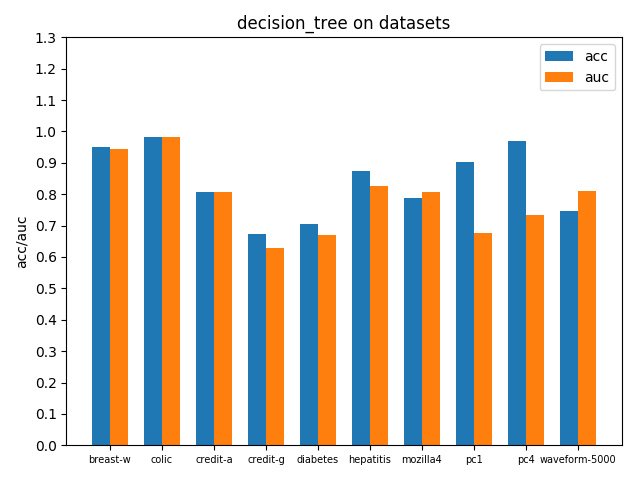 decision_tree on datasets
acc/auc
1.3
1.2
1.1
1.0
0.9
0.8
0.7
0.6
0.5
0.4
0.3
0.2
0.1
0.0
acc
auc
breast-w colic credit-a credit-g diabetes hepatitis mozilla4 pc1 pc4 waveform-5000